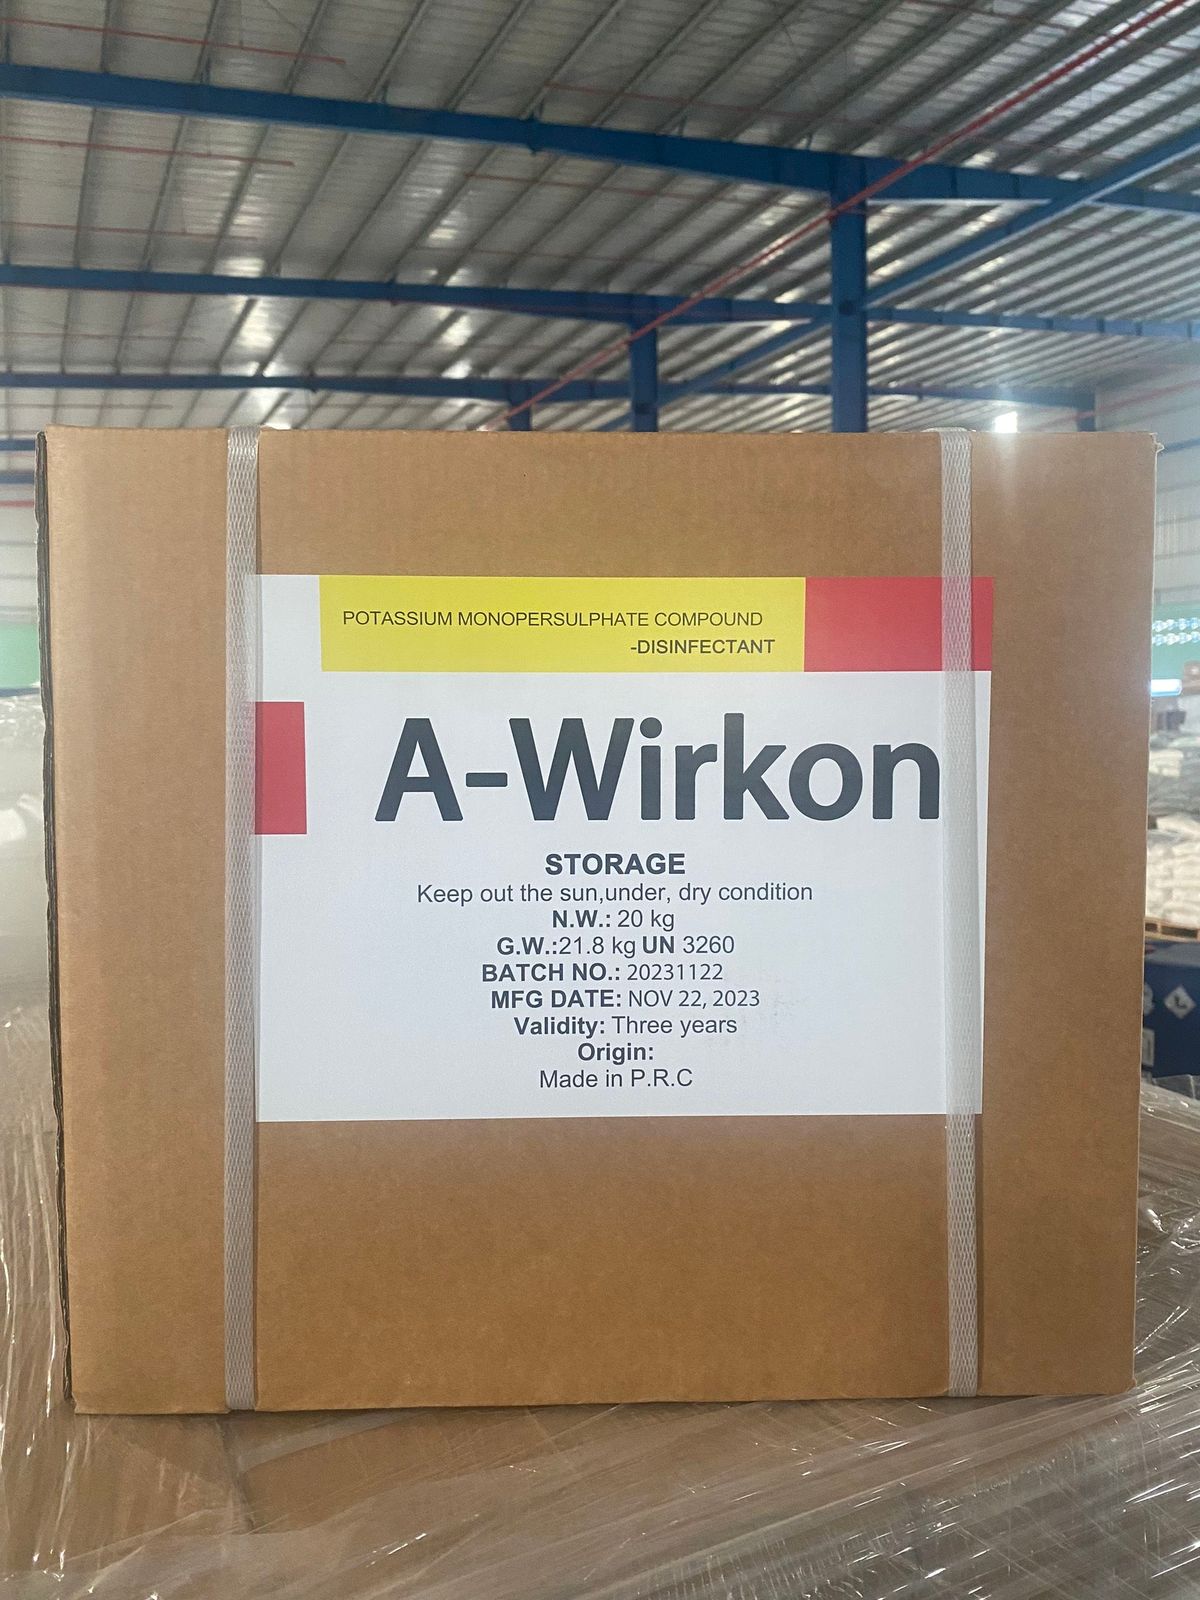 POTASSIUM MONOPERSULPHATE COMPOUND
-DISINFECTANT
A-Wirkon
STORAGE
Keep out the sun,under, dry condition
N.W.: 20 kg
G.W.:21.8 kg UN 3260
BATCH NO.: 20231122
MFG DATE: NOV 22, 2023
Validity: Three years
Origin:
Made in P.R.C